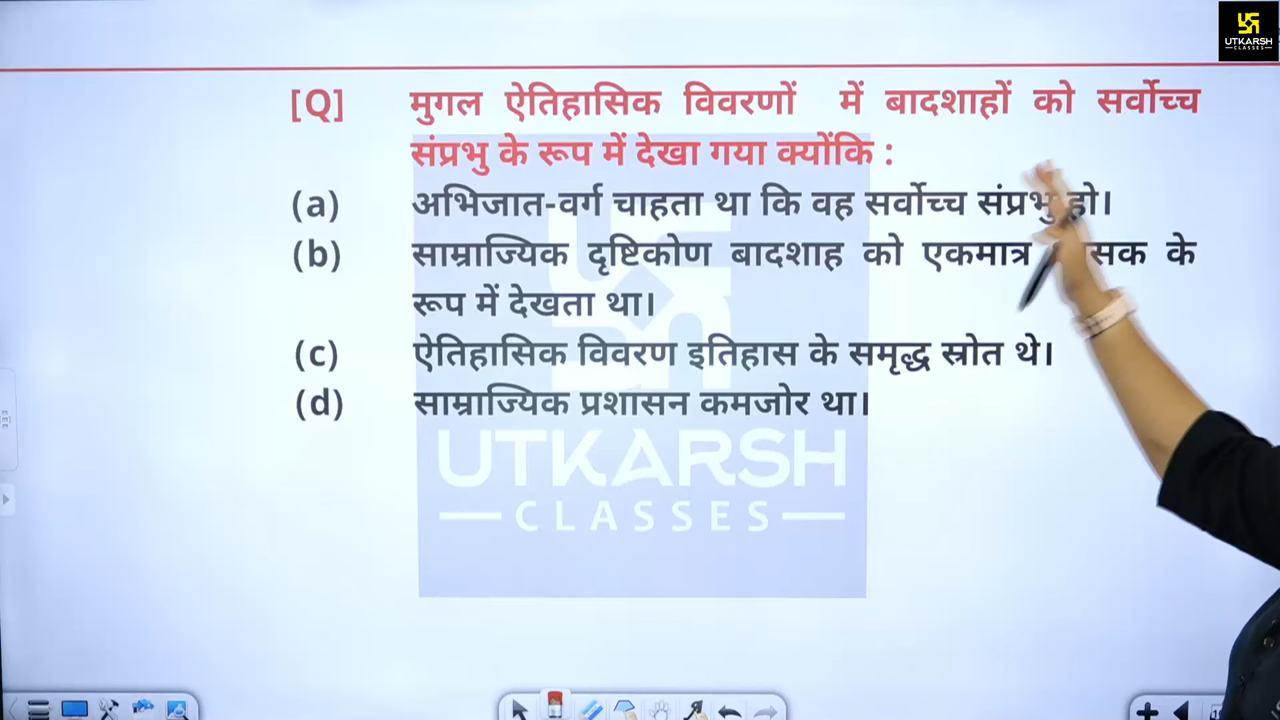 UTKARSH
CLASSES
[Q] मुगल ऐतिहासिक विवरणों में बादशाहों को सर्वोच्च
संप्रभु के रूप में देखा गया क्योंकि :
(a) अभिजात-वर्ग चाहता था कि वह सर्वोच्च संप्रभु हो।
(b) साम्राज्यिक दृष्टिकोण बादशाह को एकमात्र के
रूप में देखता था।
(c) ऐतिहासिक विवरण इतिहास के समृद्ध स्रोत थे।
(d) साम्राज्यिक प्रशासन कमजोर था।
UTKARSH
CLASSES